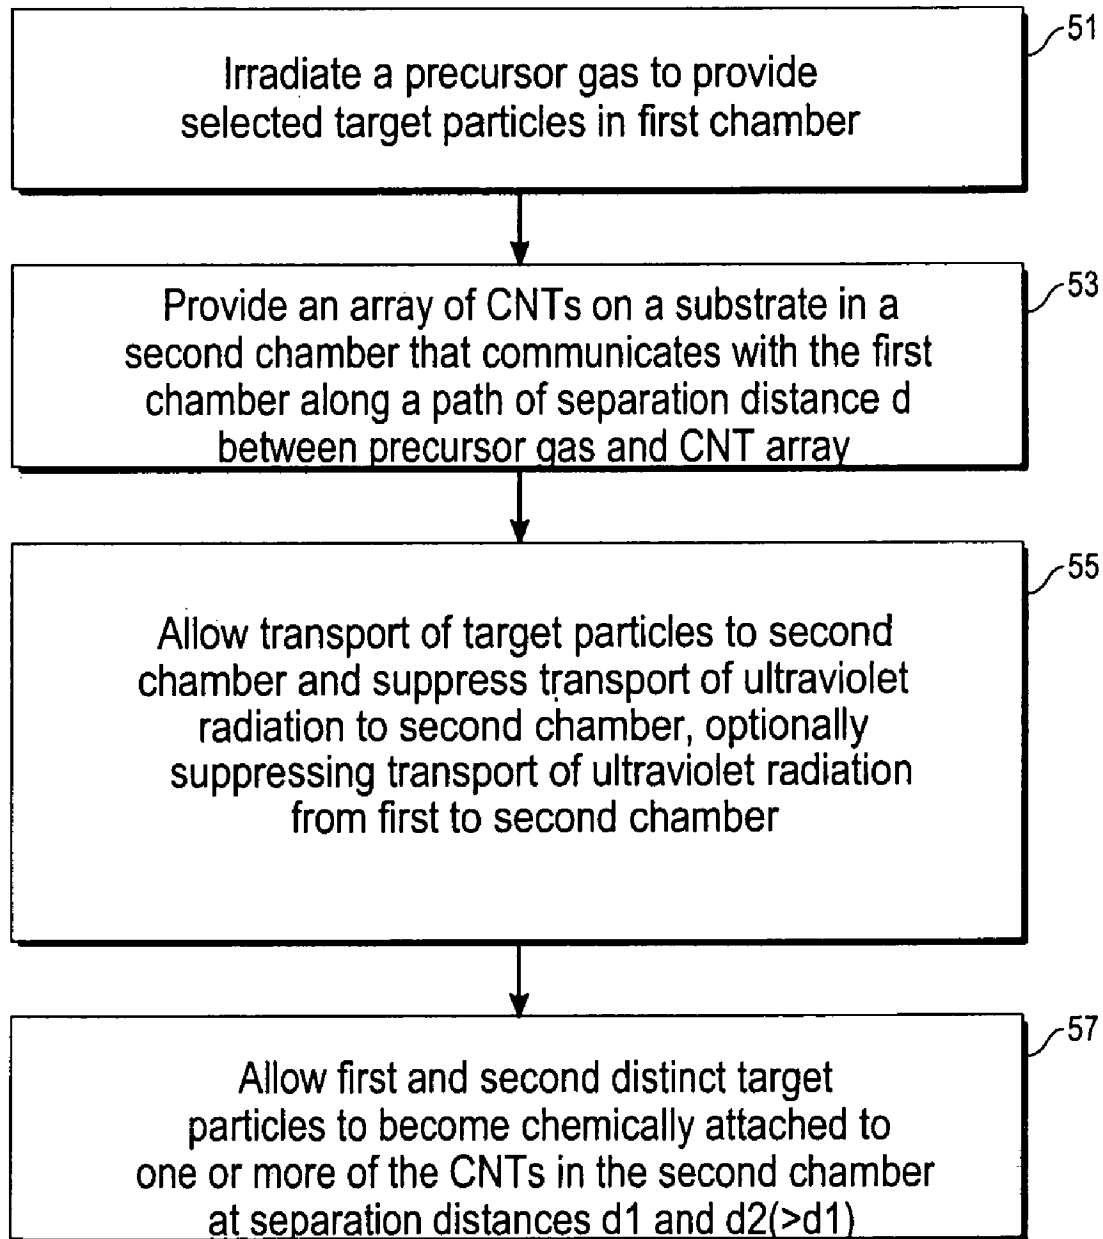 51
Irradiate a precursor gas to provide
selected target particles in first chamber
53
Provide an array of CNTs on a substrate in a
second chamber that communicates with the first
chamber along a path of separation distance d
between precursor gas and CNT array
55
Allow transport of target particles to second
chamber and suppress transport of ultraviolet
radiation to second chamber, optionally
suppressing transport of ultraviolet radiation
from first to second chamber
57
Allow first and second distinct target
particles to become chemically attached to
one or more of the CNTs in the second chamber
at separation distances d1 and d2(>d1)